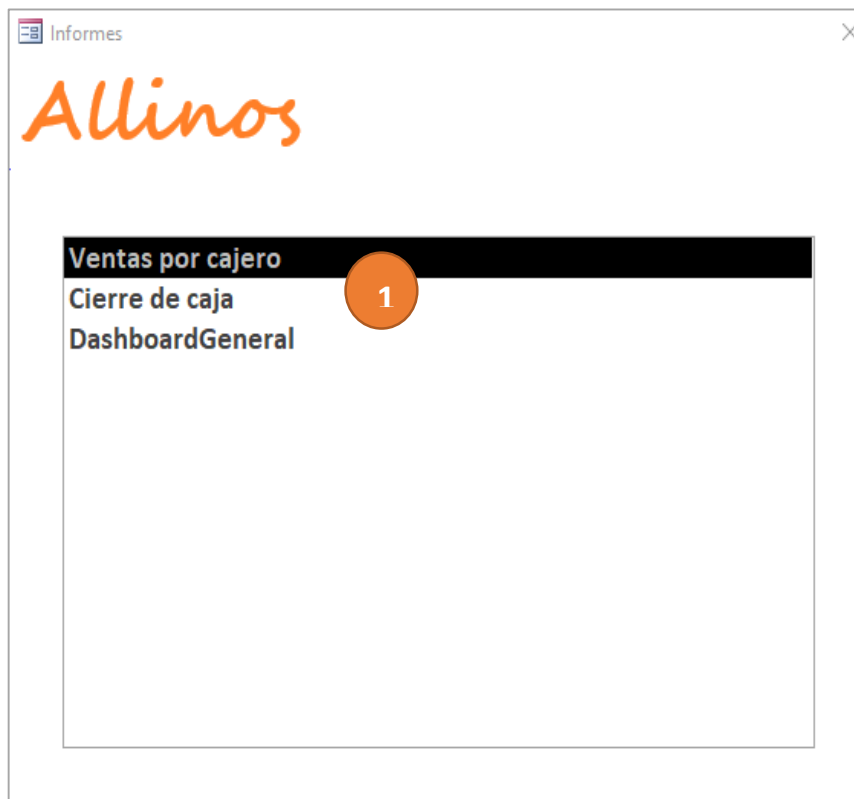 Informes
Allinos
Ventas por cajero
Cierre de caja
1
DashboardGeneral